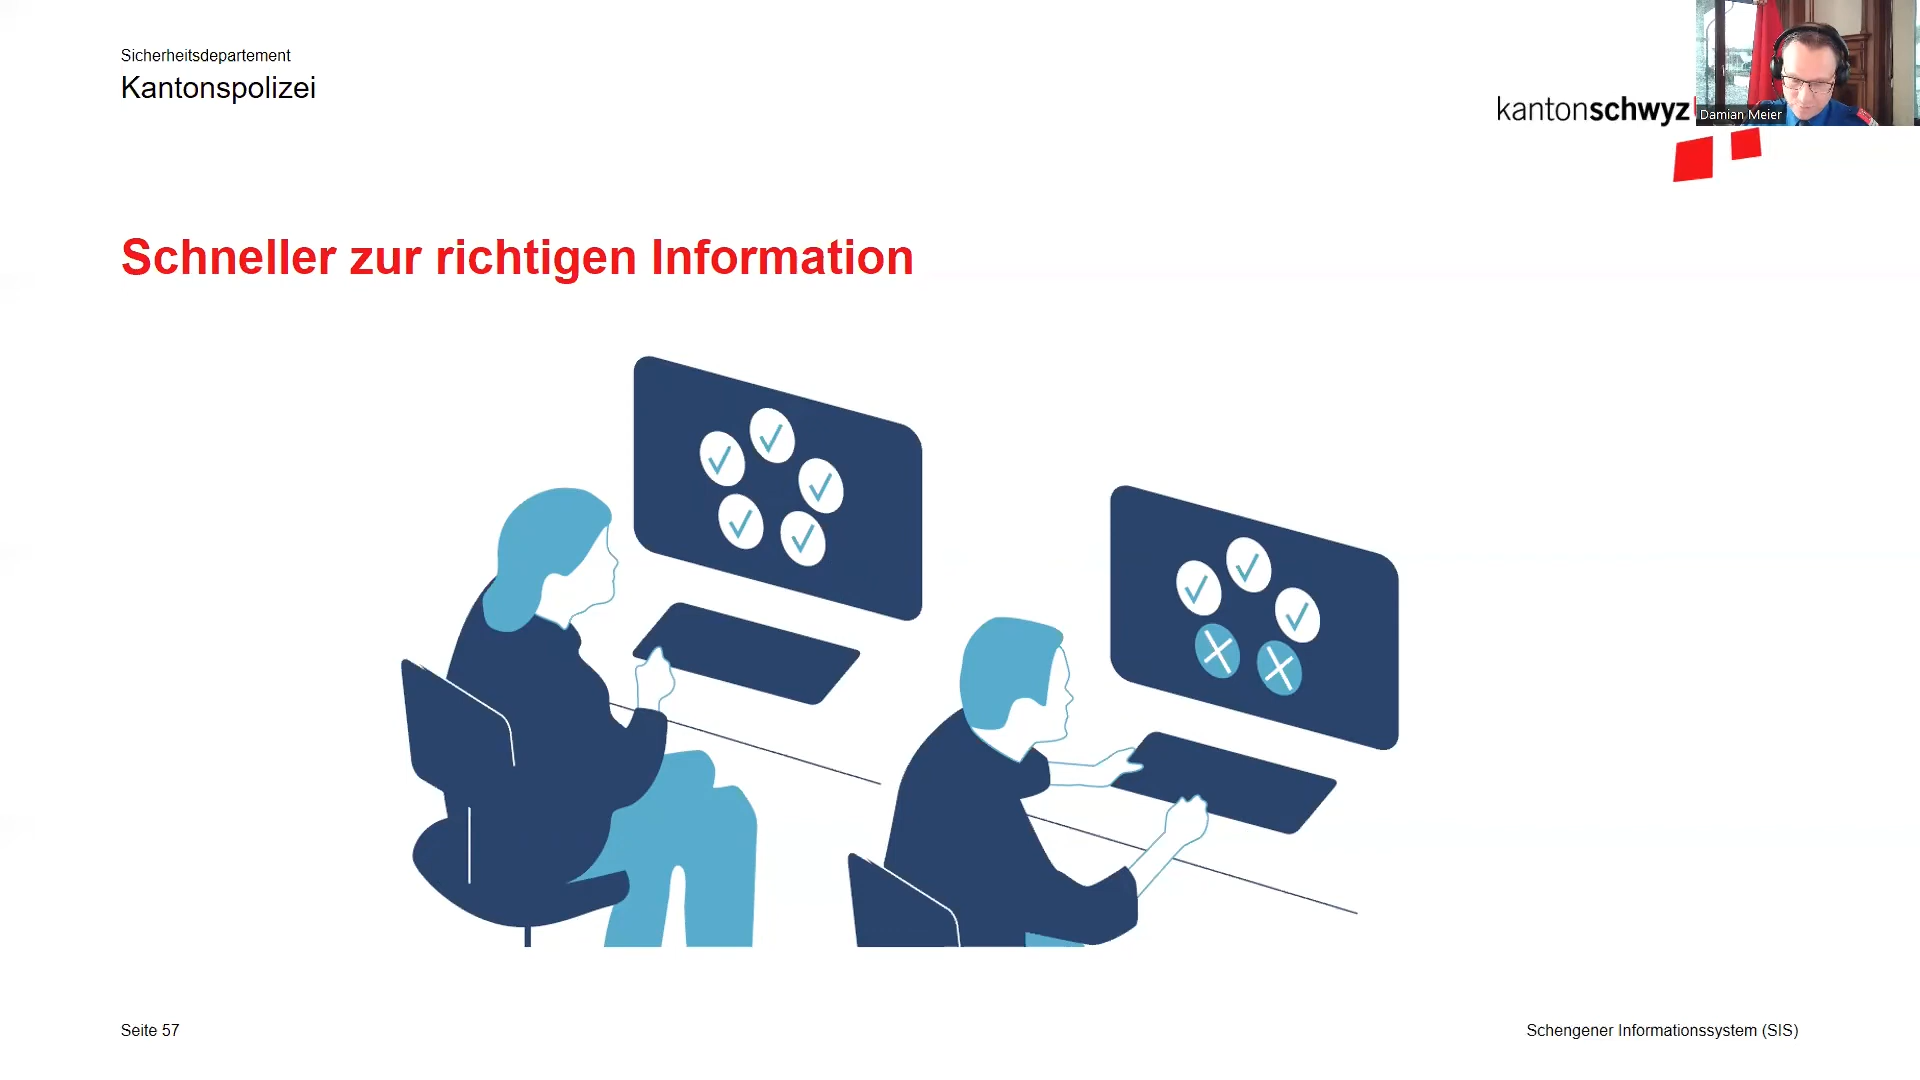 Sicherheitsdepartement
Kantonspolizei
kantonschwyz
Damian Meier
Schneller zur richtigen Information
Seite 57
Schengener Informationssystem (SIS)